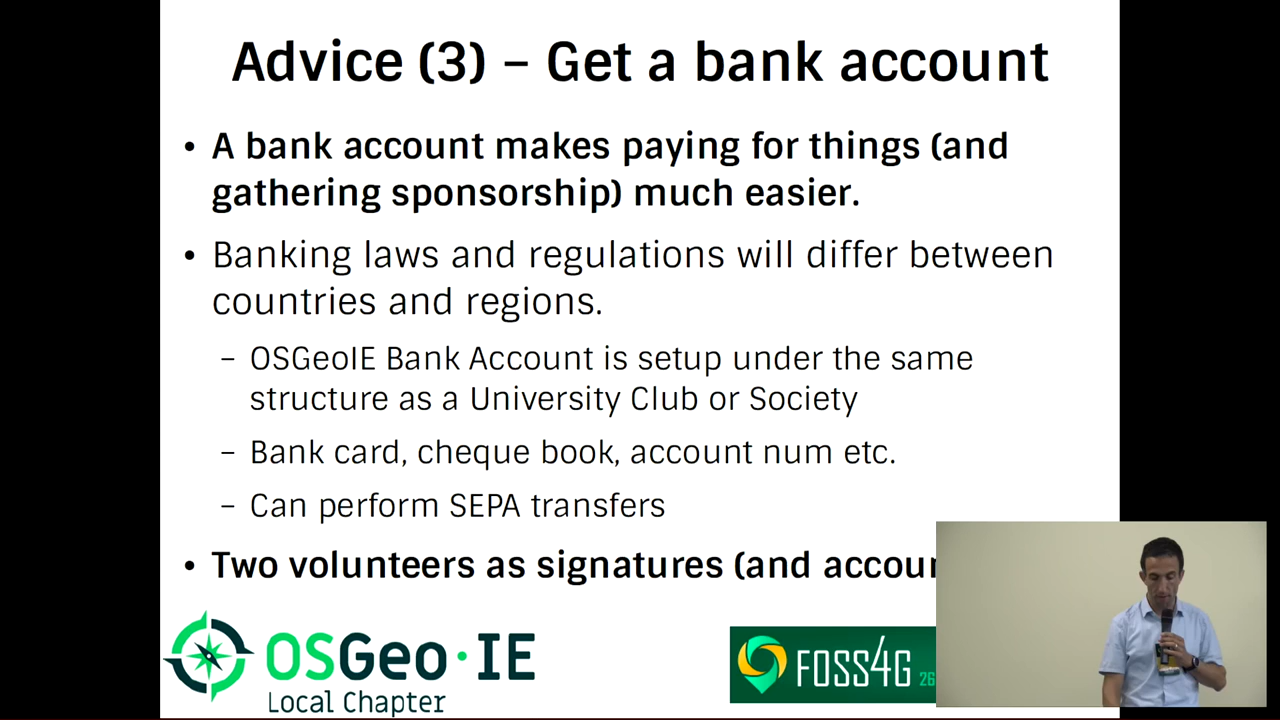 Advice (3) – Get a bank account
• A bank account makes paying for things (and
gathering sponsorship) much easier.
• Banking laws and regulations will differ between
countries and regions.
– OSGeoIE Bank Account is setup under the same
structure as a University Club or Society
– Bank card, cheque book, account num etc.
– Can perform SEPA transfers
• Two volunteers as signatures (and
OSGeo·IE
Local Chapter
FOSS4G 26